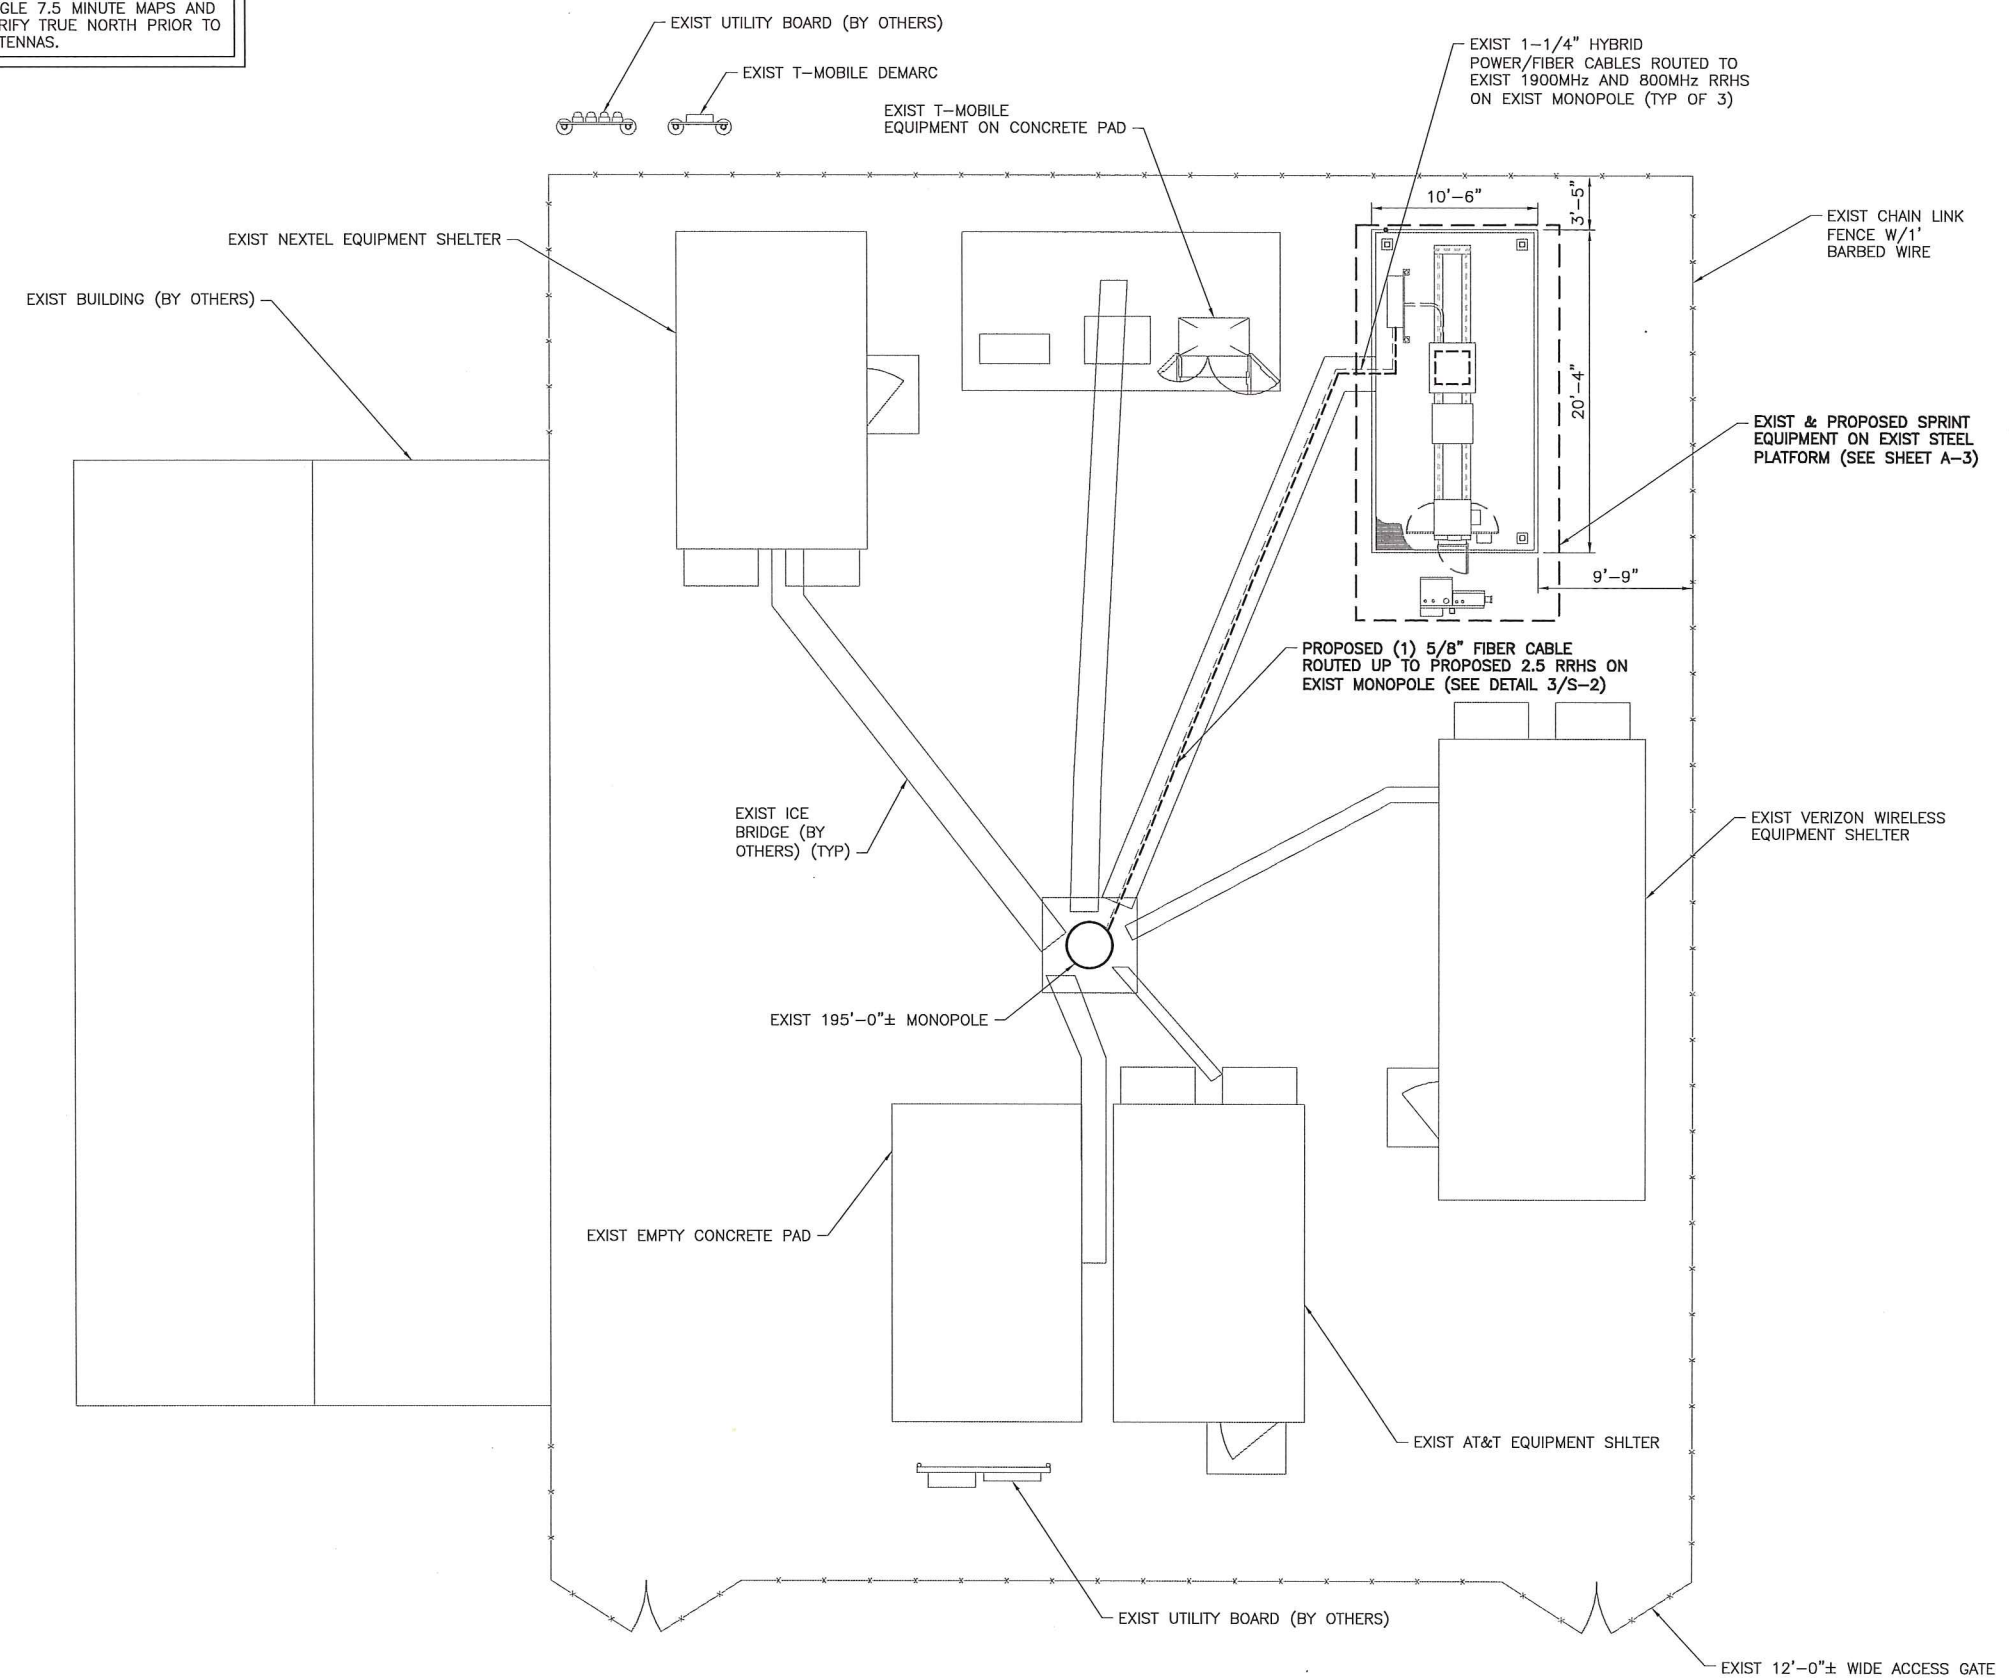 GLE 7.5 MINUTE MAPS AND
RIFY TRUE NORTH PRIOR TO
TENNAS.
EXIST UTILITY BOARD (BY OTHERS)
EXIST T-MOBILE DEMARC
EXIST T-MOBILE
EQUIPMENT ON CONCRETE PAD
EXIST 1-1/4" HYBRID
POWER/FIBER CABLES ROUTED TO
EXIST 1900MHz AND 800MHz RRHS
ON EXIST MONOPOLE (TYP OF 3)
10'-6"
3'-5"
EXIST CHAIN LINK
FENCE W/1'
BARBED WIRE
EXIST NEXTEL EQUIPMENT SHELTER
EXIST BUILDING (BY OTHERS)
20'-4"
EXIST & PROPOSED SPRINT
EQUIPMENT ON EXIST STEEL
PLATFORM (SEE SHEET A-3)
9'-9"
PROPOSED (1) 5/8" FIBER CABLE
ROUTED UP TO PROPOSED 2.5 RRHS ON
EXIST MONOPOLE (SEE DETAIL 3/S-2)
EXIST ICE
BRIDGE (BY
OTHERS) (TYP)
EXIST VERIZON WIRELESS
EQUIPMENT SHELTER
EXIST 195'-0"± MONOPOLE
EXIST EMPTY CONCRETE PAD
EXIST AT&T EQUIPMENT SHLTER
EXIST UTILITY BOARD (BY OTHERS)
EXIST 12'-0"± WIDE ACCESS GATE